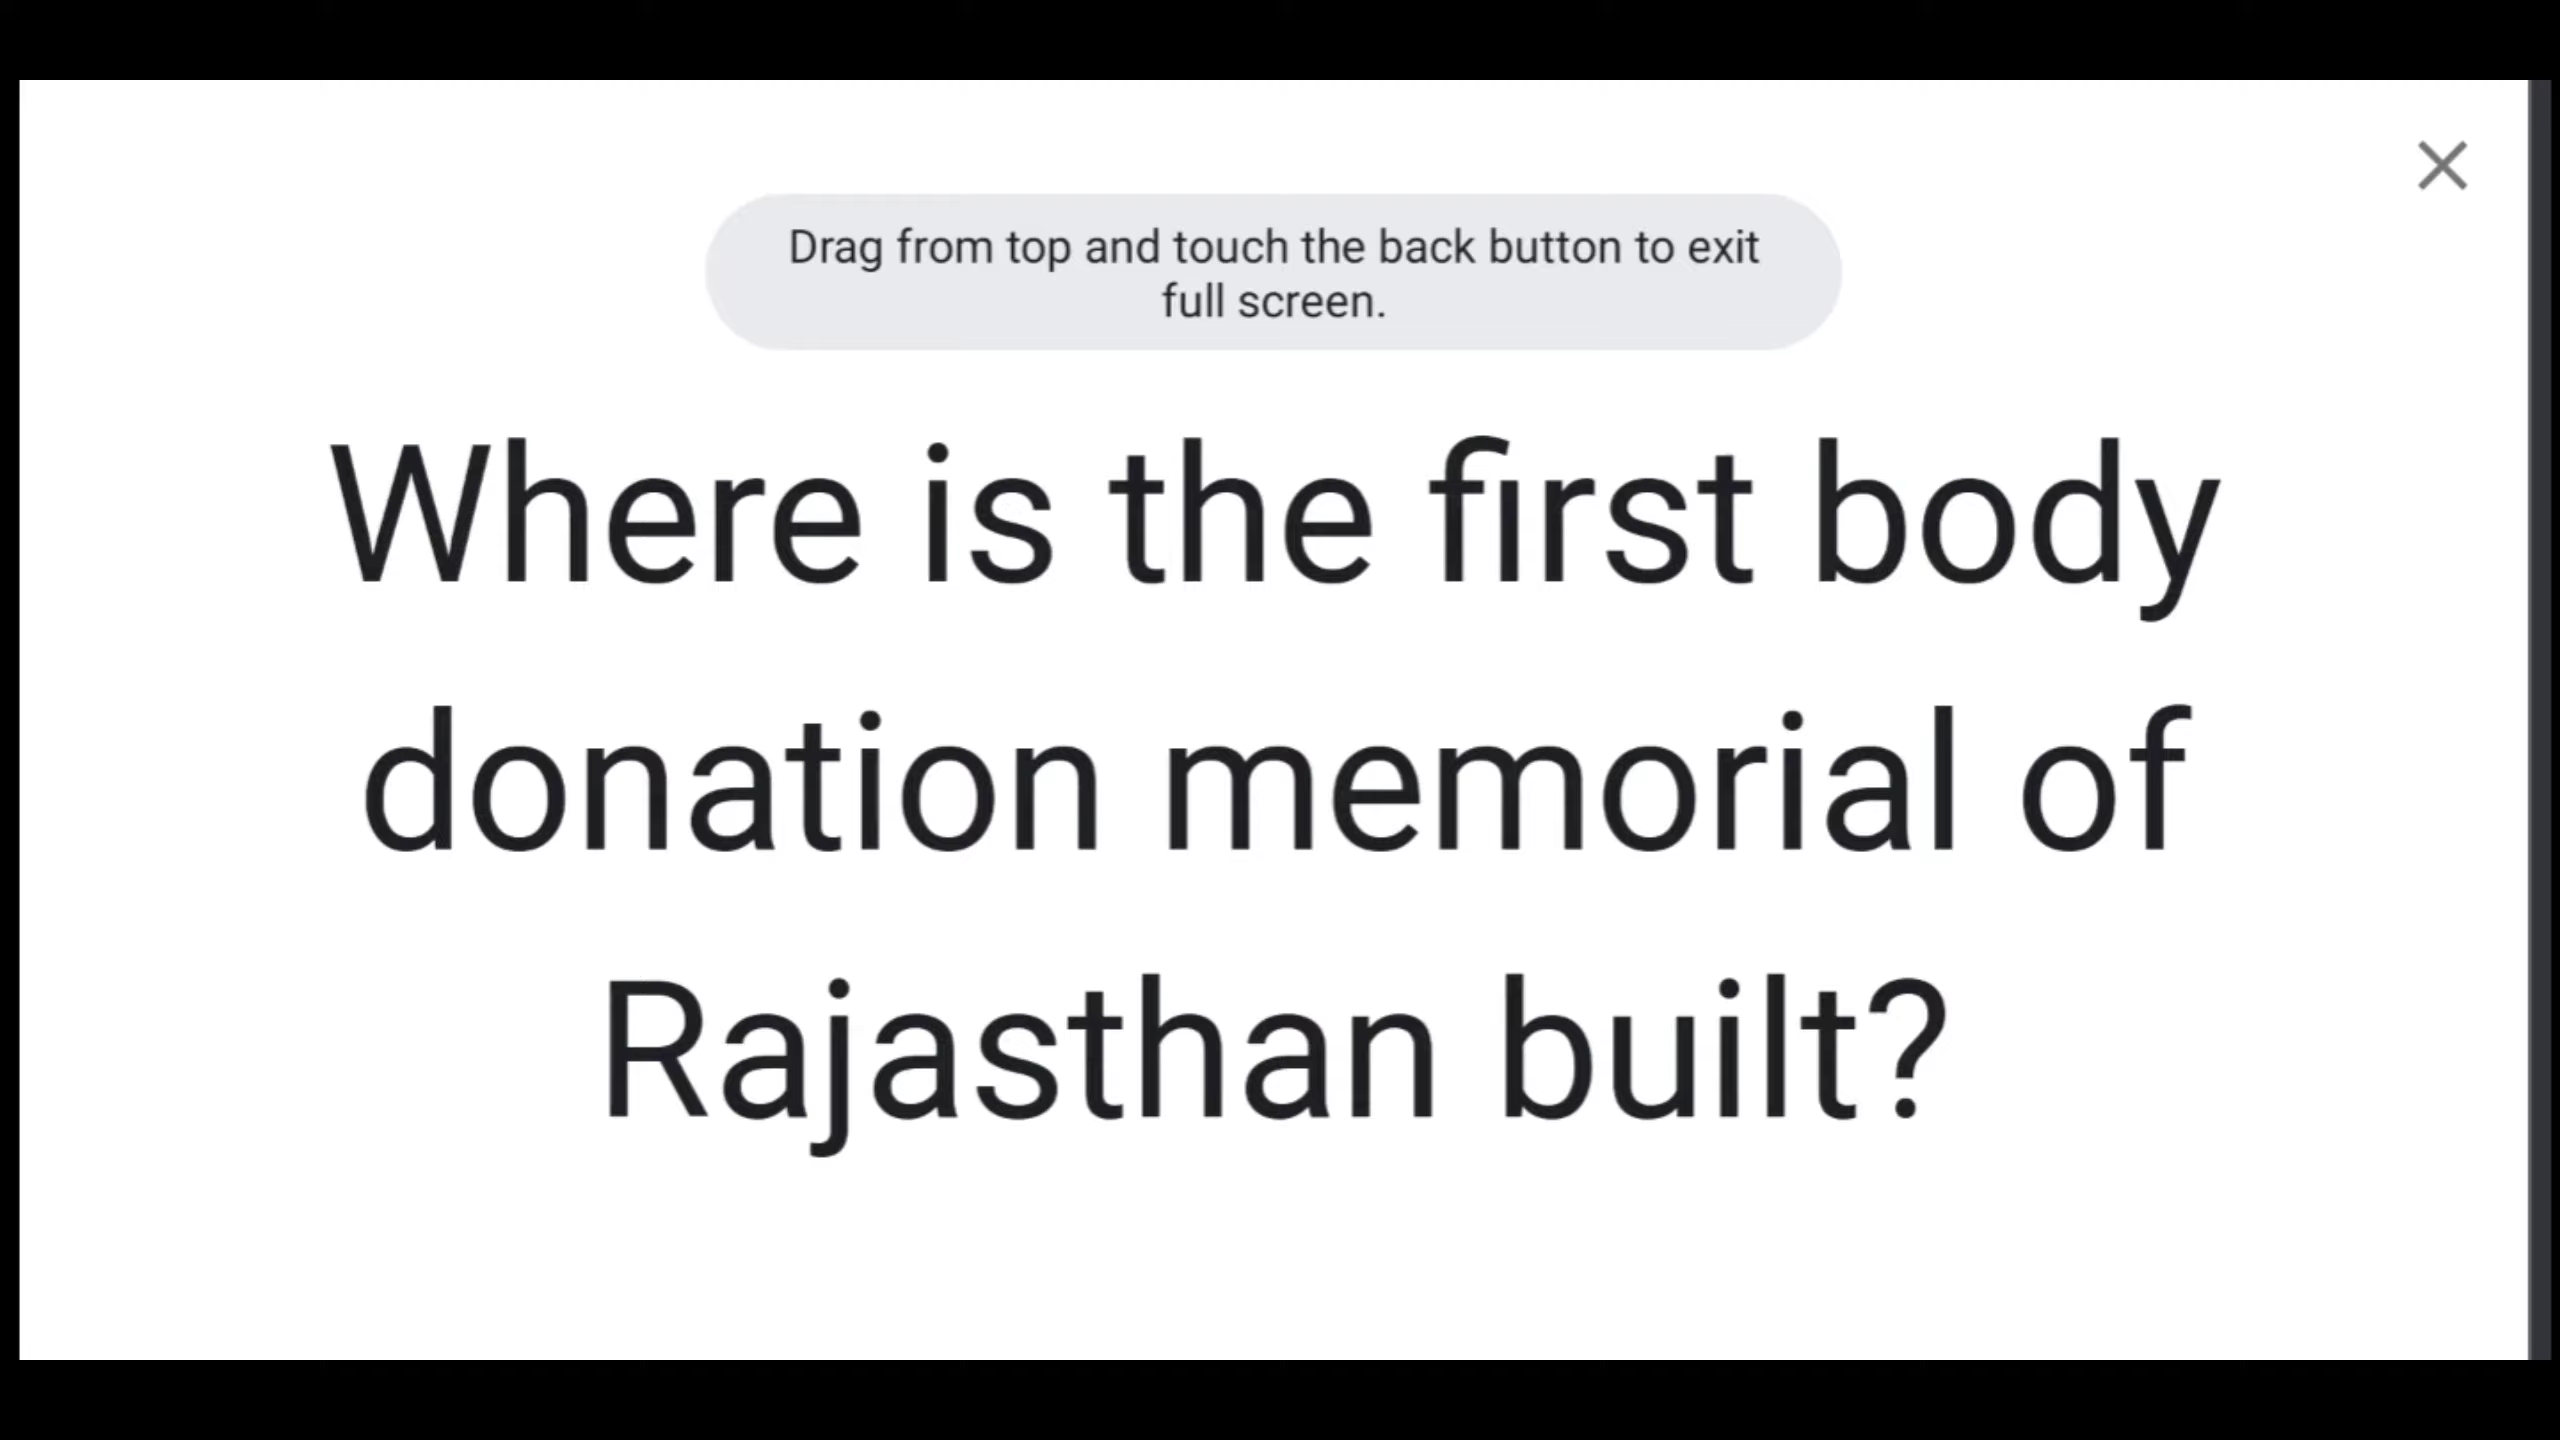 Drag from top and touch the back button to exit
full screen.
Where is the first body
donation memorial of
Rajasthan built?